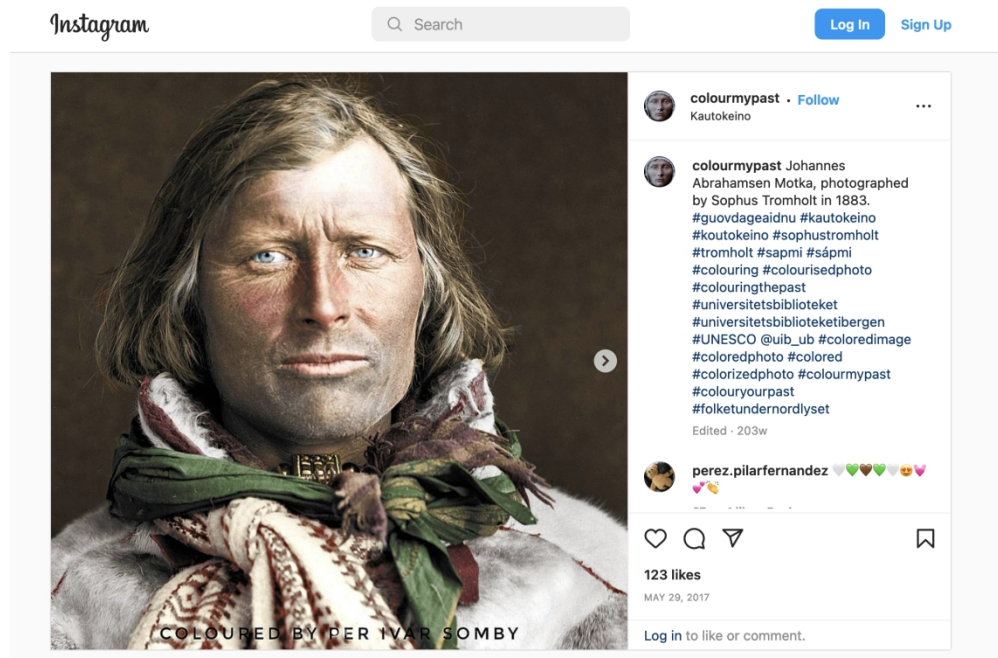 Instagram
Search
Log In
Sign Up
colourmypast • Follow
Kautokeino
colourmypast Johannes
Abrahamsen Motka, photographed
by Sophus Tromholt in 1883.
#guovdageaidnu #kautokeino
#koutokeino #sophustromholt
#tromholt #sapmi #sápmi
#colouring #colourisedphoto
#colouringthepast
#universitetsbiblioteket
#universitetsbiblioteketibergen
#UNESCO @uib_ub #coloredimage
#coloredphoto #colored
#colorizedphoto #colourmypast
#colouryourpast
#folketundernordlyset
Edited · 203w
perez.pilarfernandez 🤍💚🤎💚🤍😍💗
💕👏
123 likes
MAY 29, 2017
Log in to like or comment.
COLOURED BY PER IVAR SOMBY